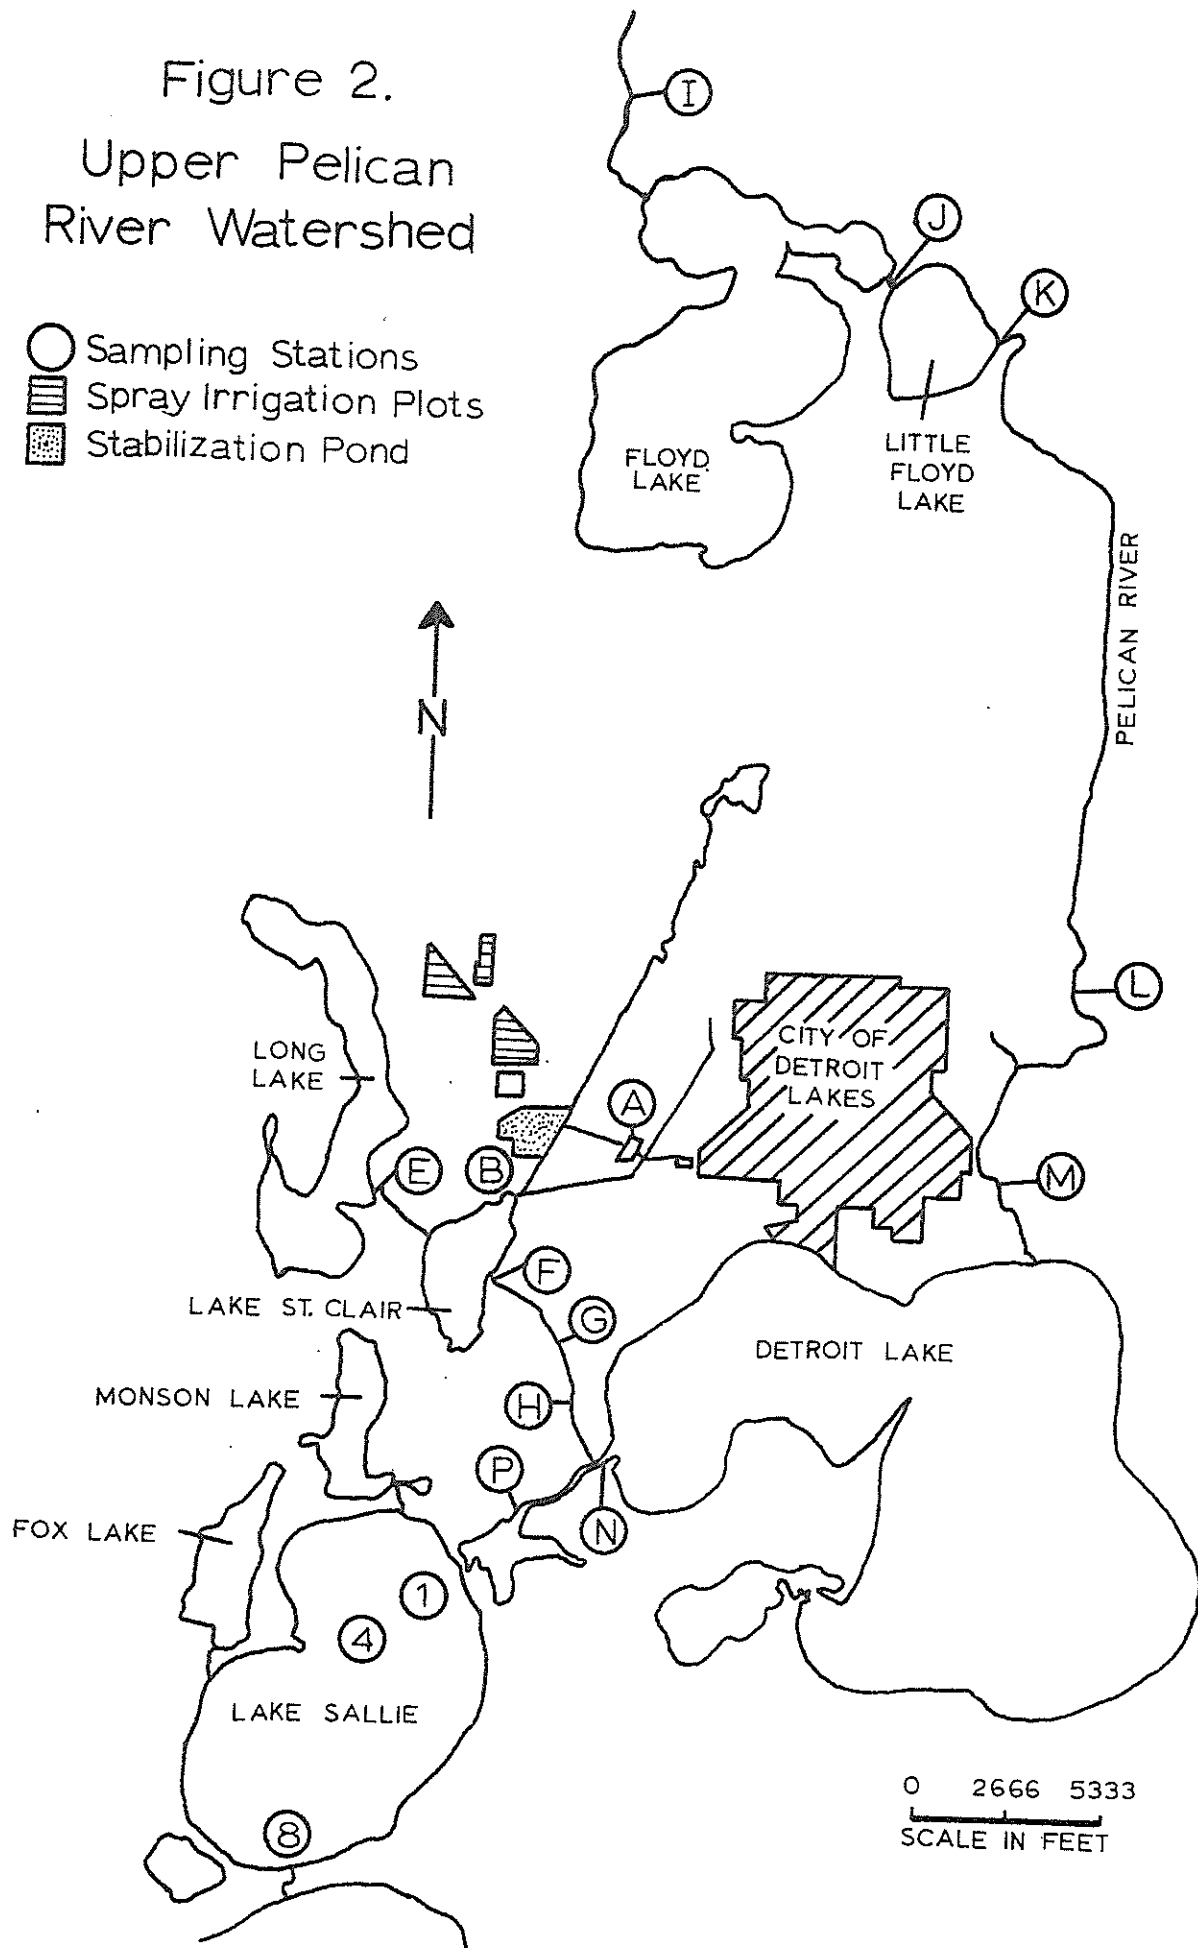 Figure 2.
Upper Pelican
River Watershed
Sampling Stations
Spray Irrigation Plots
Stabilization Pond
I
J
K
FLOYD
LAKE
LITTLE
FLOYD
LAKE
PELICAN RIVER
N
L
CITY OF
DETROIT
LAKES
LONG
LAKE
A
E
B
M
F
LAKE ST. CLAIR
G
DETROIT LAKE
MONSON LAKE
H
P
N
FOX LAKE
1
4
LAKE SALLIE
8
0 2666 5333
SCALE IN FEET